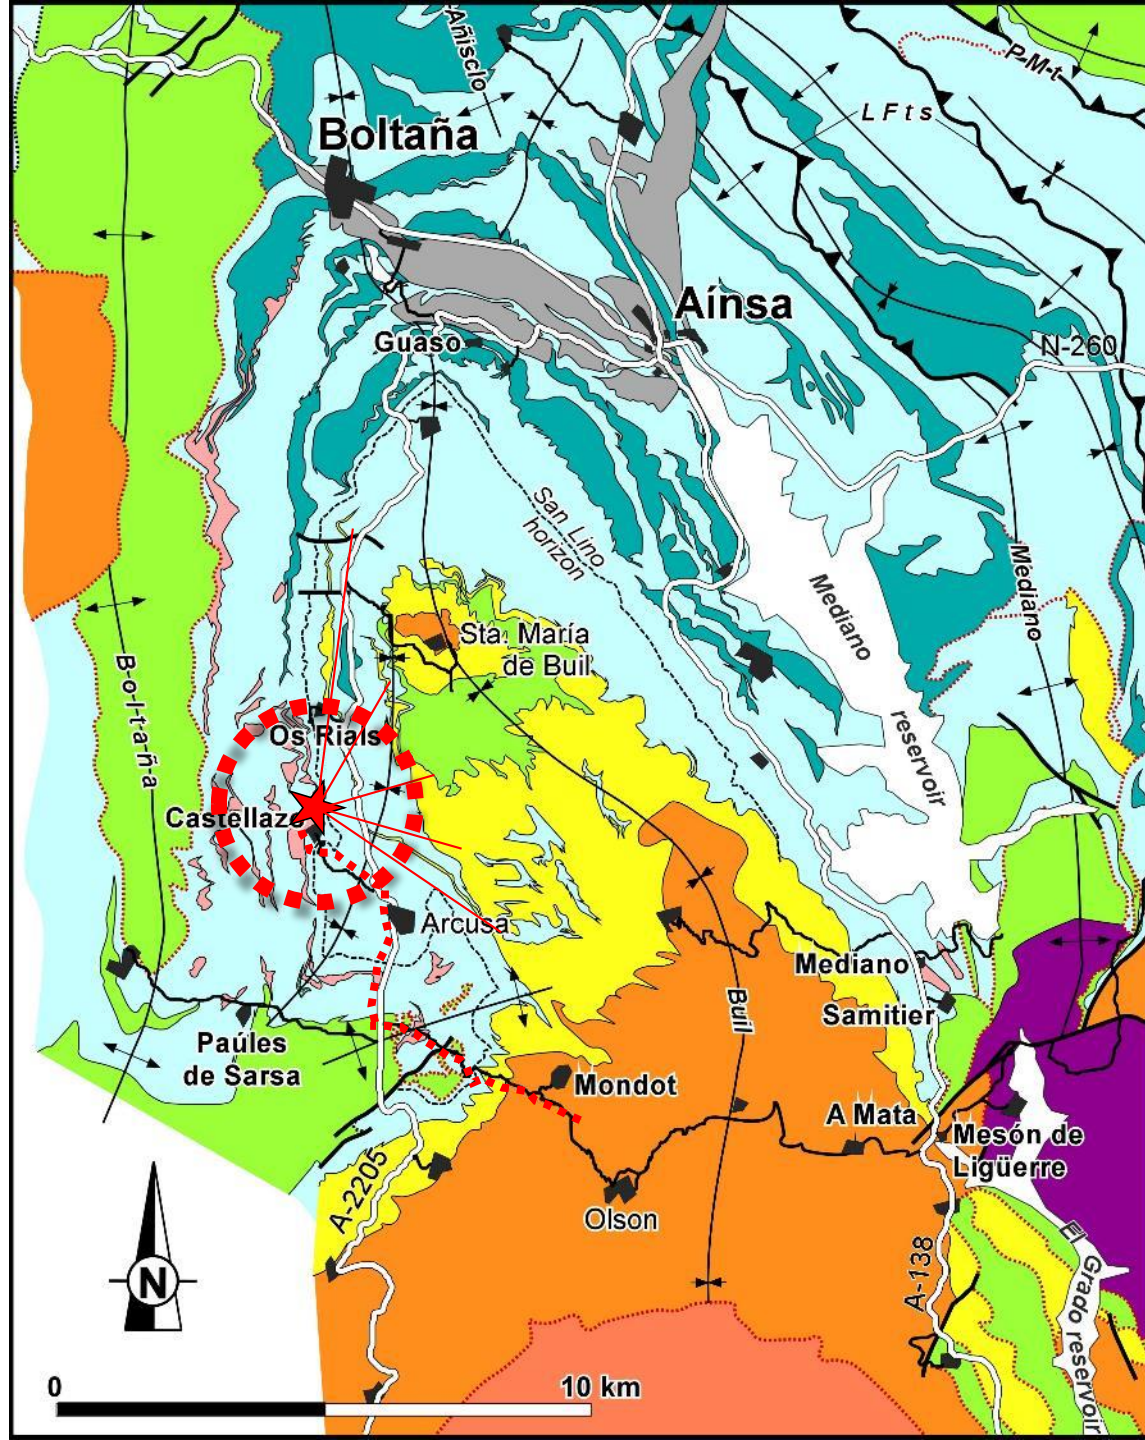 Añisclo
P-M-t
L F t s
Boltaña
Aínsa
N-260
Guaso
San Lino
horizon
Mediano
reservoir
Mediano
B-o-l-t-a-ñ-a
Sta. María
de Buil
Os Rials
Castellazo
Arcusa
Buil
Mediano
Samitier
Paúles
de Sarsa
Mondot
A Mata
Mesón de
Ligüerre
A-2205
Olson
A-138
El Grado reservoir
N
0
10 km